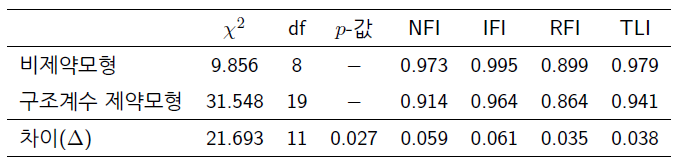 χ² df p-값 NFI IFI RFI TLI
비제약모형 9.856 8 − 0.973 0.995 0.899 0.979
구조계수 제약모형 31.548 19 − 0.914 0.964 0.864 0.941
차이(Δ) 21.693 11 0.027 0.059 0.061 0.035 0.038